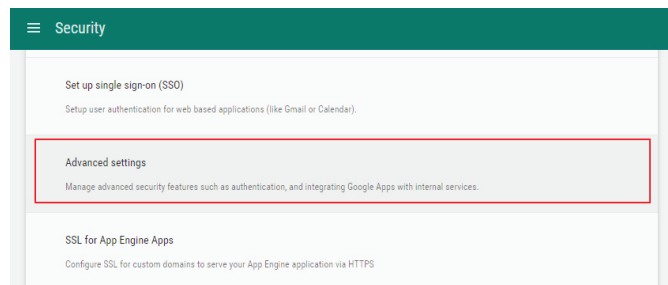 Security
Set up single sign-on (SSO)
Setup user authentication for web based applications (like Gmail or Calendar).
Advanced settings
Manage advanced security features such as authentication, and integrating Google Apps with internal services.
SSL for App Engine Apps
Configure SSL for custom domains to serve your App Engine application via HTTPS